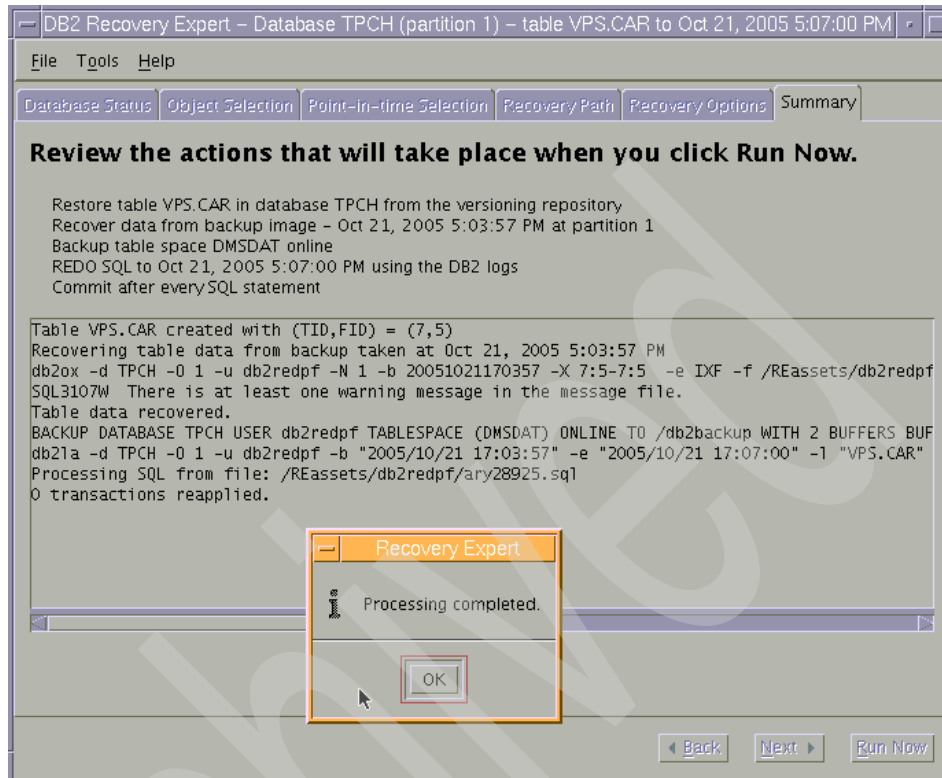 DB2 Recovery Expert – Database TPCH (partition 1) – table VPS.CAR to Oct 21, 2005 5:07:00 PM
File Tools Help
Database Status Object Selection Point-in-time Selection Recovery Path Recovery Options Summary
Review the actions that will take place when you click Run Now.
Restore table VPS.CAR in database TPCH from the versioning repository
Recover data from backup image – Oct 21, 2005 5:03:57 PM at partition 1
Backup table space DMSDAT online
REDO SQL to Oct 21, 2005 5:07:00 PM using the DB2 logs
Commit after every SQL statement
Table VPS.CAR created with (TID,FID) = (7,5)
Recovering table data from backup taken at Oct 21, 2005 5:03:57 PM
db2ox -d TPCH -O 1 -u db2redpf -N 1 -b 20051021170357 -X 7:5-7:5 -e IXF -f /REassets/db2redpf
SQL3107W There is at least one warning message in the message file.
Table data recovered.
BACKUP DATABASE TPCH USER db2redpf TABLESPACE (DMSDAT) ONLINE TO /db2backup WITH 2 BUFFERS BUF
db2la -d TPCH -O 1 -u db2redpf -b "2005/10/21 17:03:57" -e "2005/10/21 17:07:00" -l "VPS.CAR"
Processing SQL from file: /REassets/db2redpf/ary28925.sql
0 transactions reapplied.
Recovery Expert
Processing completed.
OK
Back Next Run Now
hived